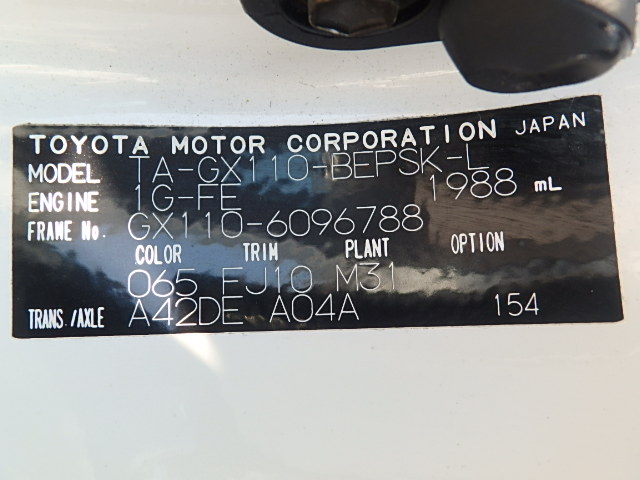 TOYOTA MOTOR CORPORATION JAPAN
MODEL TA-GX110-BEPSK-L
ENGINE 1G-FE 1988 mL
FRAME No. GX110-6096788
COLOR TRIM PLANT OPTION
065 FJ10 M31
TRANS./AXLE A42DE A04A 154